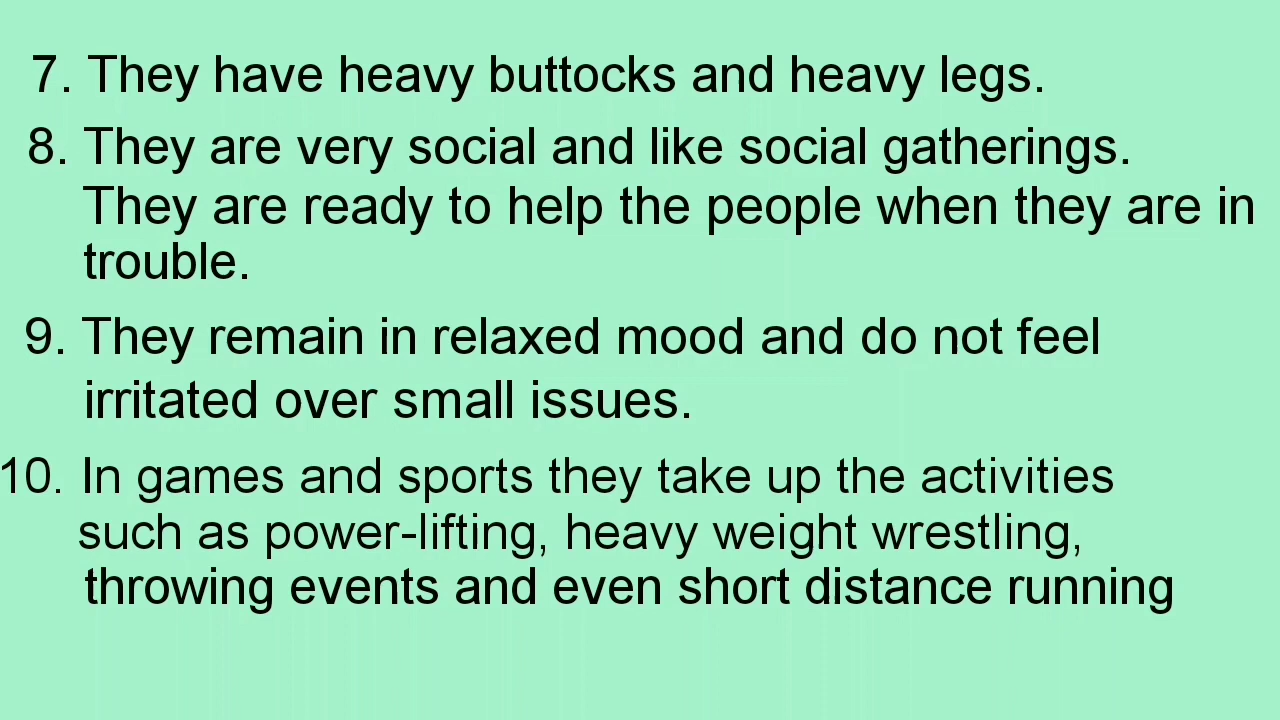 7. They have heavy buttocks and heavy legs.
8. They are very social and like social gatherings.
They are ready to help the people when they are in
trouble.
9. They remain in relaxed mood and do not feel
irritated over small issues.
10. In games and sports they take up the activities
such as power-lifting, heavy weight wrestling,
throwing events and even short distance running